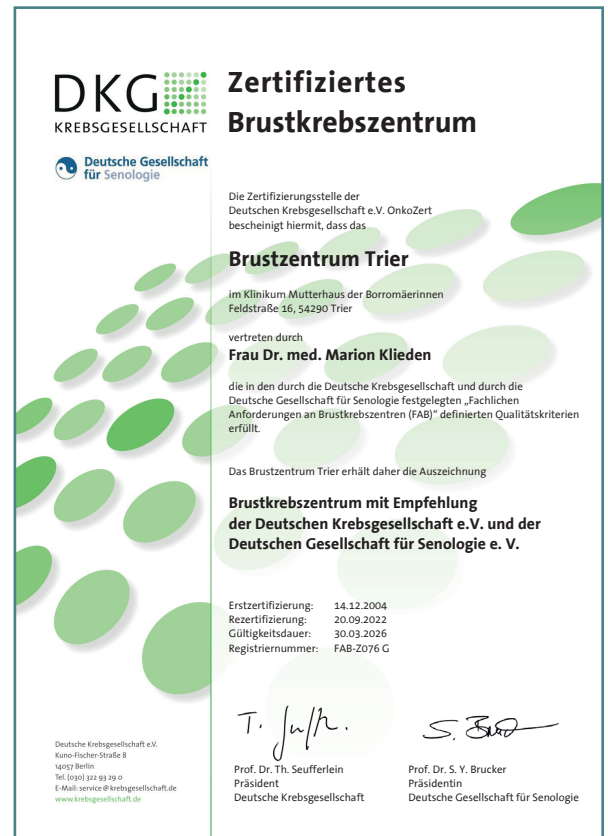 DKG
KREBSGESELLSCHAFT
Deutsche Gesellschaft
für Senologie
Zertifiziertes
Brustkrebszentrum
Die Zertifizierungsstelle der
Deutschen Krebsgesellschaft e.V. OnkoZert
bescheinigt hiermit, dass das
Brustzentrum Trier
im Klinikum Mutterhaus der Borromäerinnen
Feldstraße 16, 54290 Trier
vertreten durch
Frau Dr. med. Marion Klieden
die in den durch die Deutsche Krebsgesellschaft und durch die
Deutsche Gesellschaft für Senologie festgelegten „Fachlichen
Anforderungen an Brustkrebszentren (FAB)“ definierten Qualitätskriterien
erfüllt.
Das Brustzentrum Trier erhält daher die Auszeichnung
Brustkrebszentrum mit Empfehlung
der Deutschen Krebsgesellschaft e.V. und der
Deutschen Gesellschaft für Senologie e. V.
Erstzertifizierung: 14.12.2004
Rezertifizierung: 20.09.2022
Gültigkeitsdauer: 30.03.2026
Registriernummer: FAB-Z076 G
Prof. Dr. Th. Seufferlein
Präsident
Deutsche Krebsgesellschaft
Prof. Dr. S. Y. Brucker
Präsidentin
Deutsche Gesellschaft für Senologie
Deutsche Krebsgesellschaft e.V.
Kuno-Fischer-Straße 8
14057 Berlin
Tel. (030) 322 93 29 0
E-Mail: service@krebsgesellschaft.de
www.krebsgesellschaft.de